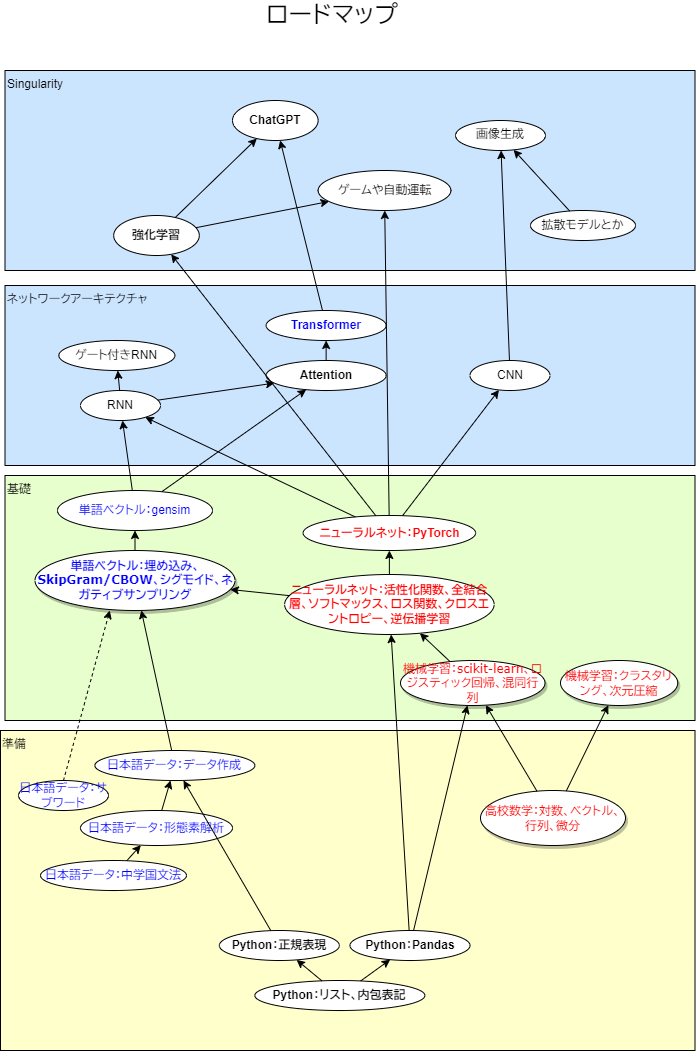 ロードマップ
Singularity
ChatGPT
画像生成
ゲームや自動運転
強化学習
拡散モデルとか
ネットワークアーキテクチャ
Transformer
ゲート付きRNN
Attention
CNN
RNN
基礎
単語ベクトル：gensim
ニューラルネット：PyTorch
単語ベクトル：埋め込み、
SkipGram/CBOW、シグモイド、ネ
ガティブサンプリング
ニューラルネット：活性化関数、全結合
層、ソフトマックス、ロス関数、クロスエ
ントロピー、逆伝播学習
機械学習：scikit-learn、ロ
ジスティック回帰、混同行
列
機械学習：クラスタリ
ング、次元圧縮
準備
日本語データ：データ作成
日本語データ：サ
ブワード
日本語データ：形態素解析
高校数学：対数、ベクトル、
行列、微分
日本語データ：中学国文法
Python：正規表現
Python：Pandas
Python：リスト、内包表記